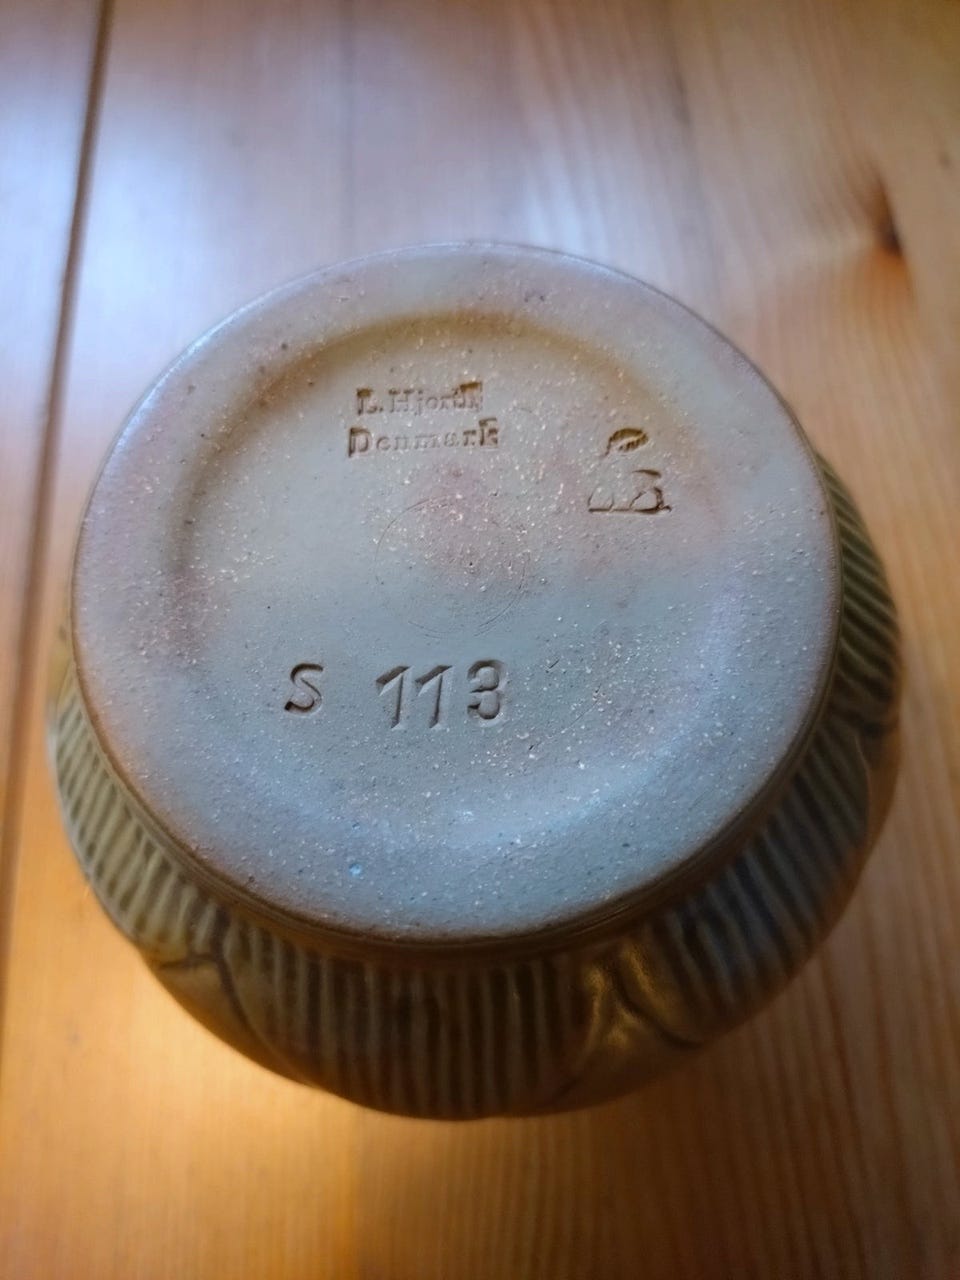 L. Hjorth
Denmark
S 113